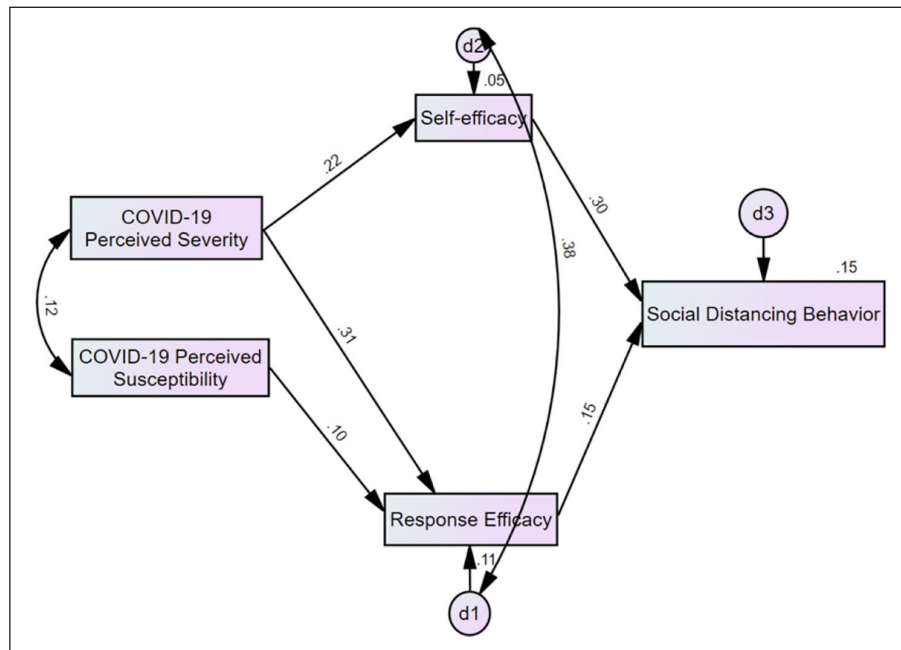 d2
.05
Self-efficacy
.22
.30
d3
COVID-19
Perceived Severity
.38
.15
.12
.31
Social Distancing Behavior
COVID-19 Perceived
Susceptibility
.10
.15
Response Efficacy
.11
d1